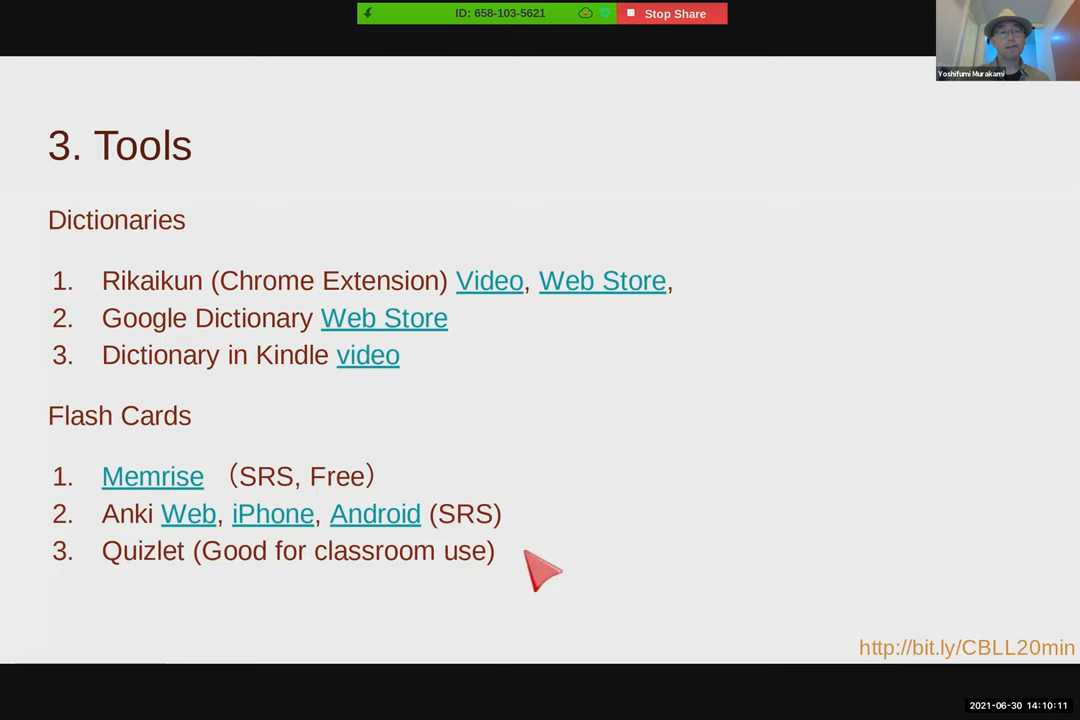 ID: 658-103-5621
Stop Share
Yoshifumi Murakami
3. Tools
Dictionaries
1. Rikaikun (Chrome Extension) Video, Web Store,
2. Google Dictionary Web Store
3. Dictionary in Kindle video
Flash Cards
1. Memrise （SRS, Free）
2. Anki Web, iPhone, Android (SRS)
3. Quizlet (Good for classroom use)
http://bit.ly/CBLL20min
2021-06-30 14:10:11